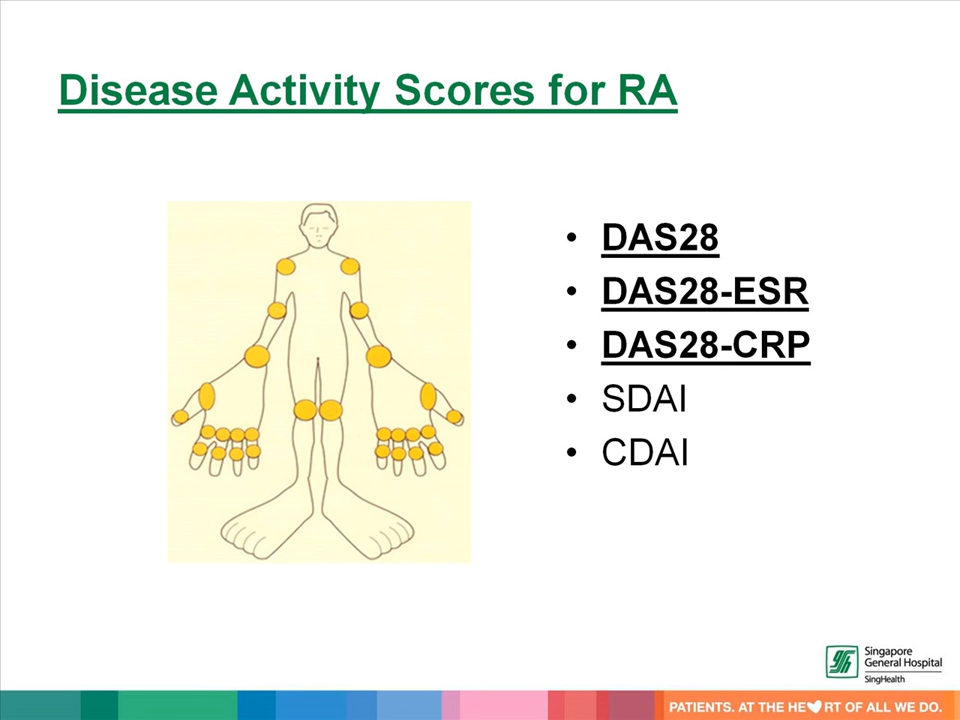 Disease Activity Scores for RA
• DAS28
• DAS28-ESR
• DAS28-CRP
• SDAI
• CDAI
Singapore
General Hospital
SingHealth
PATIENTS. AT THE HE♥RT OF ALL WE DO.